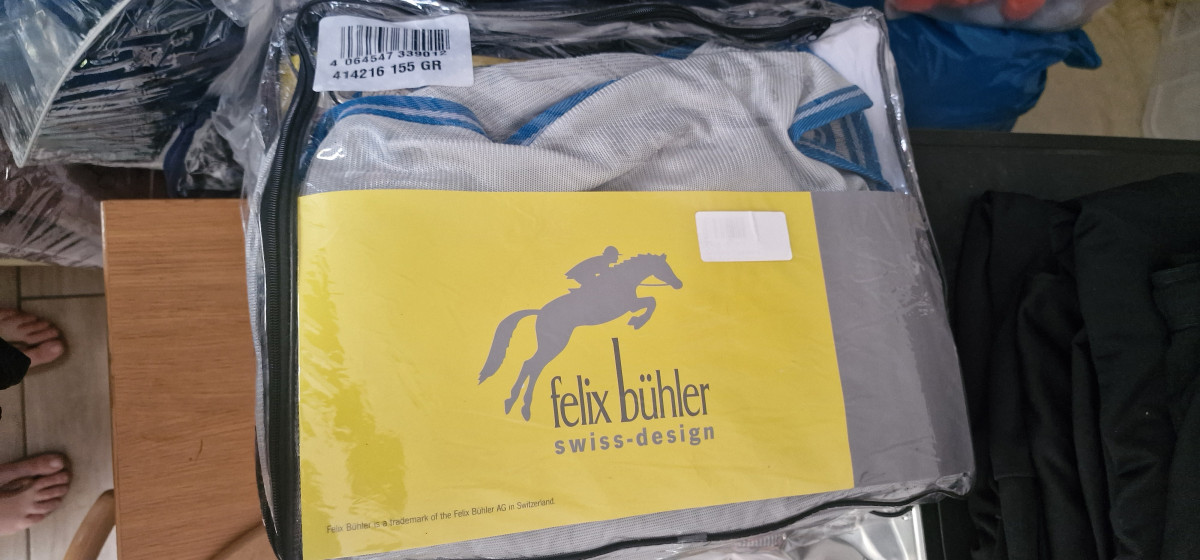 4 064547 339012
414216 155 GR
felix bühler
swiss-design
Felix Bühler is a trademark of the Felix Bühler AG in Switzerland.